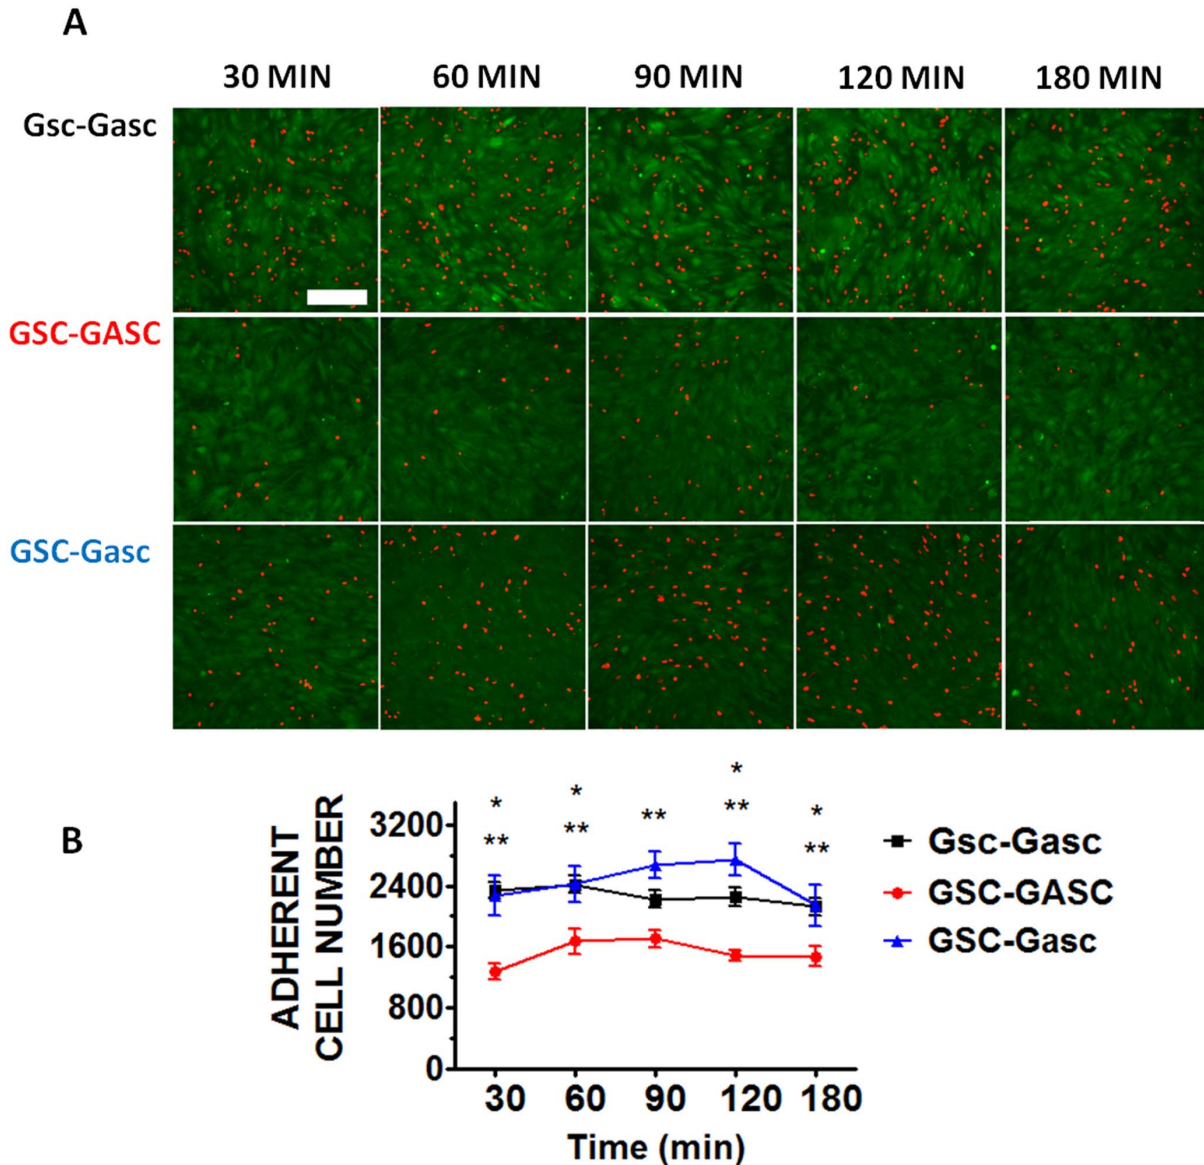 A
30 MIN 60 MIN 90 MIN 120 MIN 180 MIN
Gsc-Gasc
GSC-GASC
GSC-Gasc
B
* * ** * *
** ** ** **
ADHERENT
CELL NUMBER
3200
2400
1600
800
0
30 60 90 120 180
Time (min)
Gsc-Gasc
GSC-GASC
GSC-Gasc